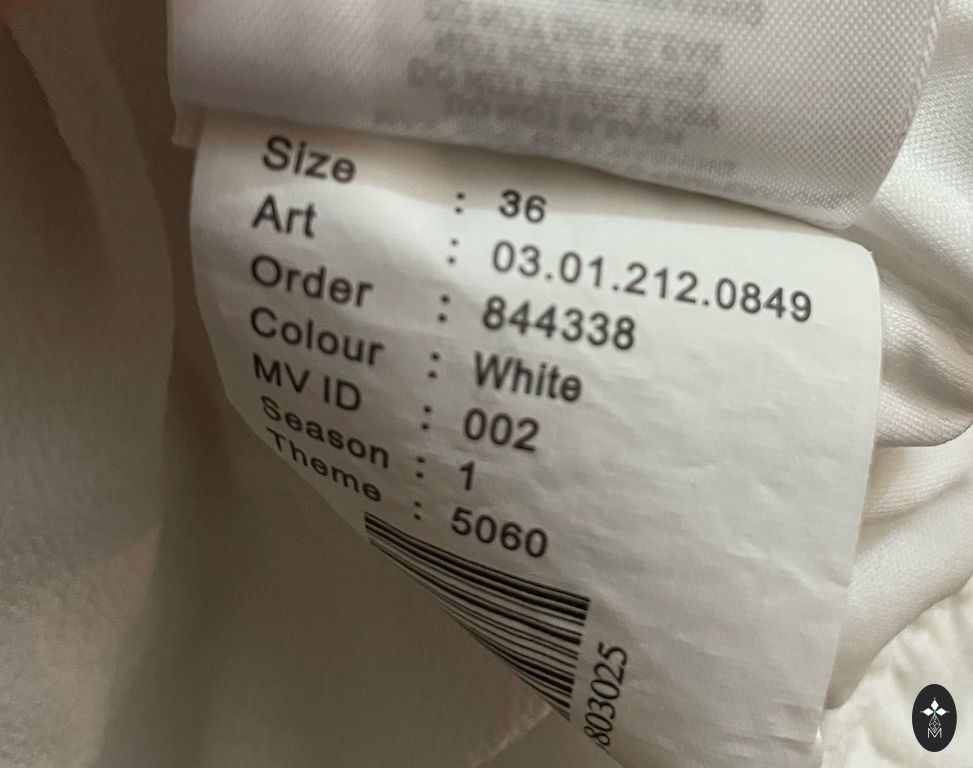 Size : 36
Art : 03.01.212.0849
Order : 844338
Colour : White
MV ID : 002
Season : 1
Theme : 5060
803025